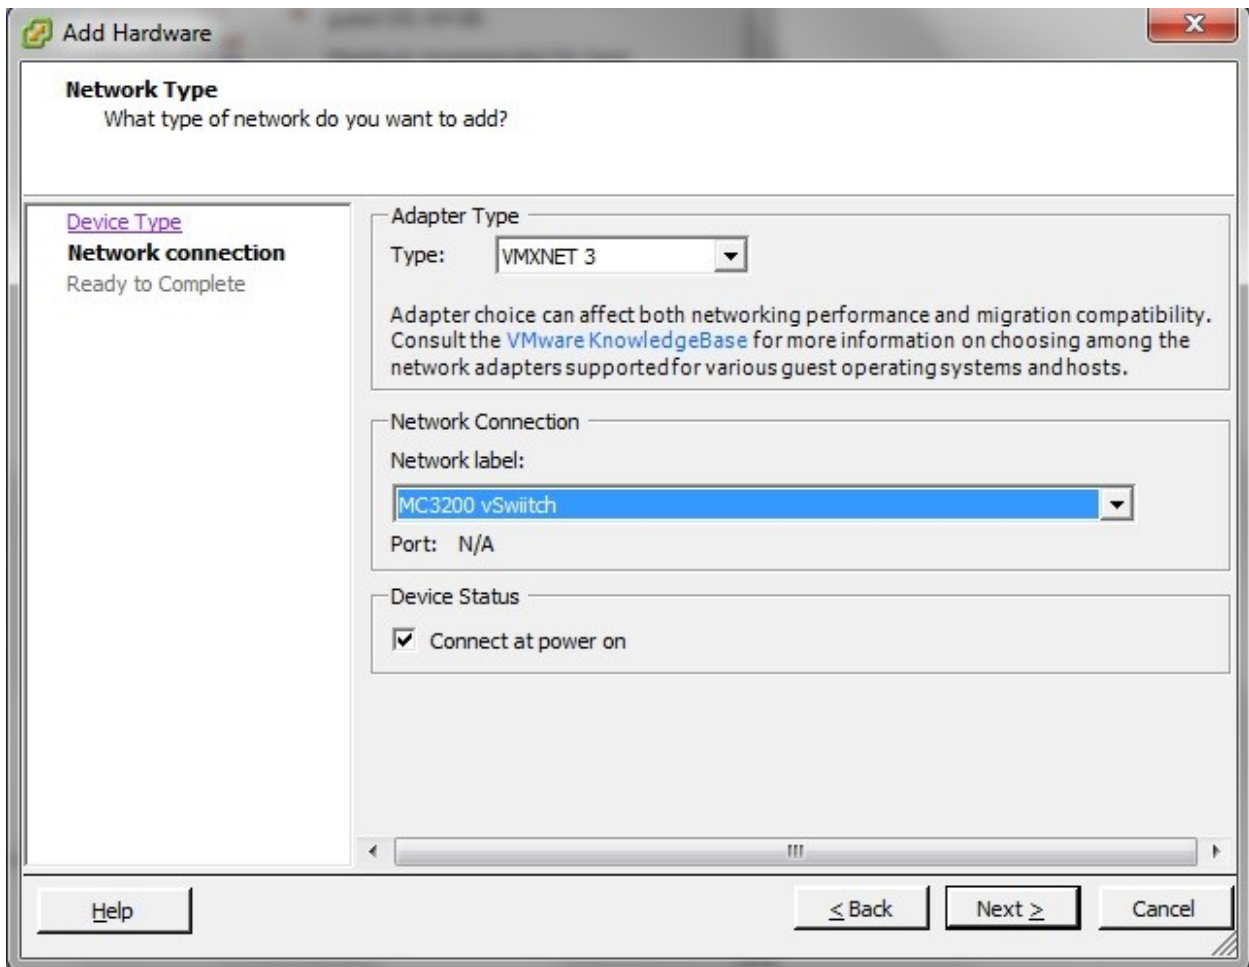 Add Hardware
Network Type
What type of network do you want to add?
Device Type
Network connection
Ready to Complete
Adapter Type
Type: VMXNET 3
Adapter choice can affect both networking performance and migration compatibility.
Consult the VMware KnowledgeBase for more information on choosing among the
network adapters supported for various guest operating systems and hosts.
Network Connection
Network label:
MC3200 vSwiitch
Port: N/A
Device Status
Connect at power on
Help
< Back
Next >
Cancel